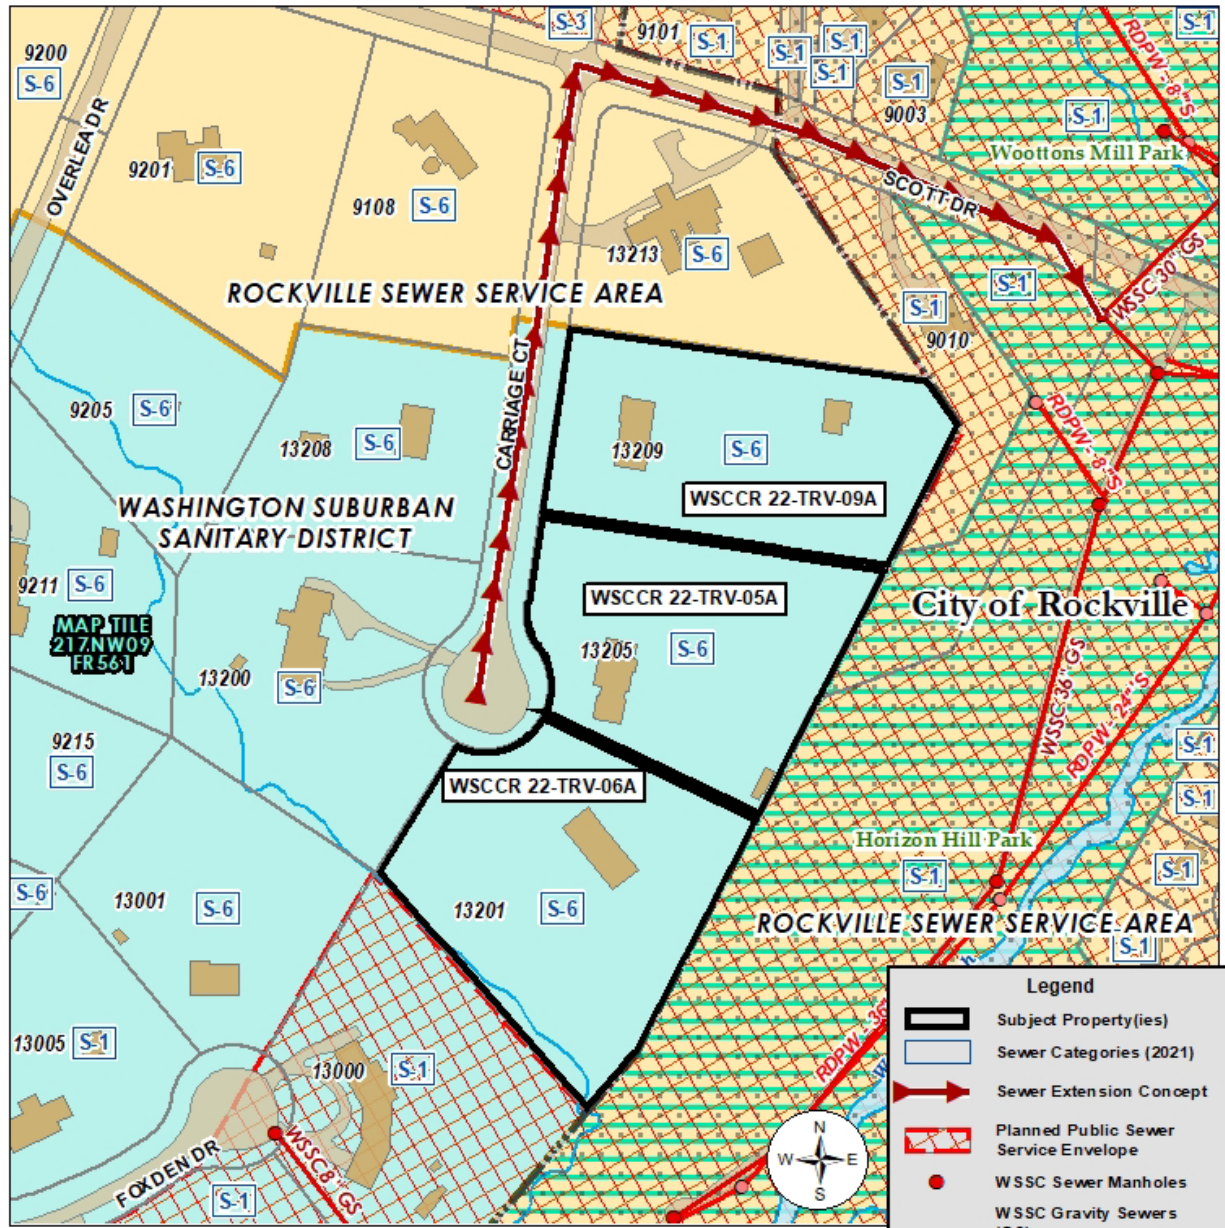 S-3
9101
S-1
S-1
S-1
S-1
S-1
9200
S-6
RDPW - 8"S
S-1
9003
S-1
OVERLEA DR
9201
S-6
Woottons Mill Park
9108
S-6
SCOTT DR
13213
S-6
WSSC 30" GS
S-1
ROCKVILLE SEWER SERVICE AREA
S-1
9010
CARRIAGE CT
9205
S-6
13208
S-6
13209
S-6
RDPW - 8"S
WSCCR 22-TRV-09A
WASHINGTON SUBURBAN
SANITARY DISTRICT
9211
S-6
WSCCR 22-TRV-05A
City of Rockville
MAP TILE
217NW09
FR561
13205
S-6
13200
S-6
WSSC 36" GS
RDPW - 24"S
9215
S-6
S-1
WSCCR 22-TRV-06A
S-1
Horizon Hill Park
S-1
S-1
S-6
13001
S-6
13201
S-6
ROCKVILLE SEWER SERVICE AREA
S-1
13005
S-1
13000
S-1
RDPW - 36"
FOXDEN DR
WSSC 8" GS
S-1
N
W
E
S
Legend
Subject Property(ies)
Sewer Categories (2021)
Sewer Extension Concept
Planned Public Sewer
Service Envelope
WSSC Sewer Manholes
WSSC Gravity Sewers